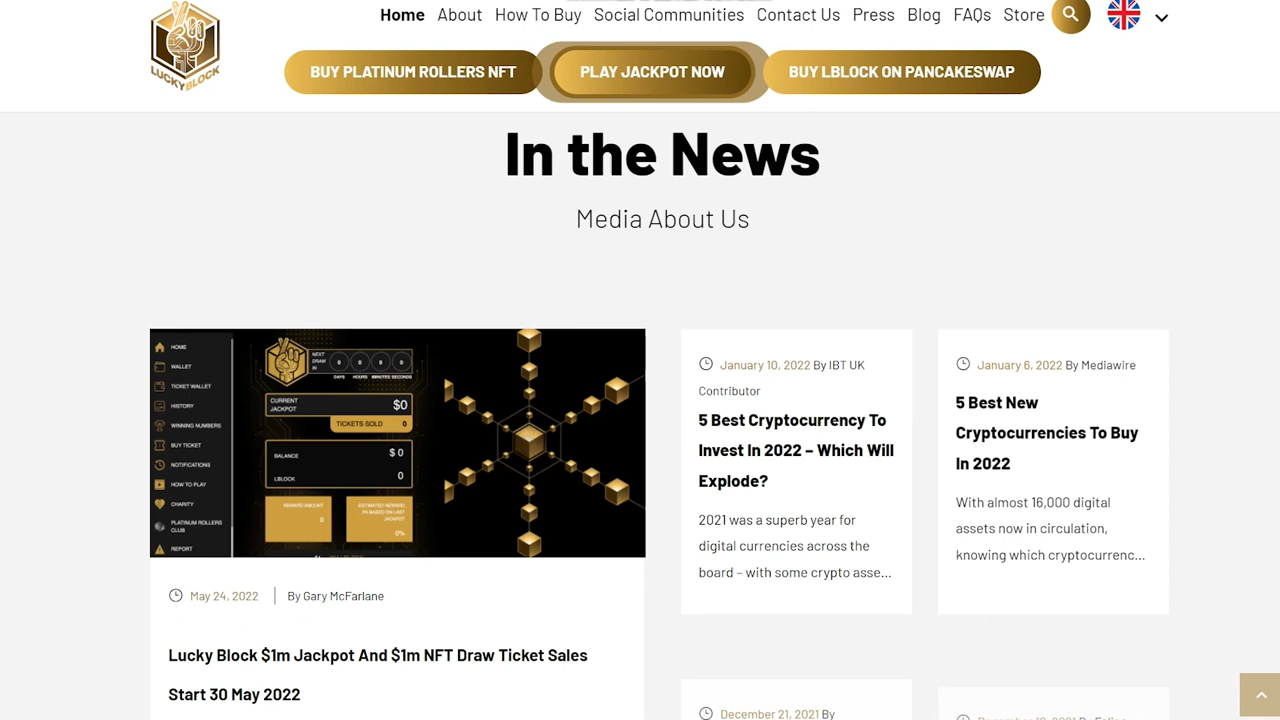 Home About How To Buy Social Communities Contact Us Press Blog FAQs Store
LUCKYBLOCK
BUY PLATINUM ROLLERS NFT
PLAY JACKPOT NOW
BUY LBLOCK ON PANCAKESWAP
In the News
Media About Us
HOME
WALLET
TICKET WALLET
HISTORY
WINNING NUMBERS
BUY TICKET
NOTIFICATIONS
HOW TO PLAY
CHARITY
PLATINUM ROLLERS
CLUB
REPORT
NEXT
DRAW
IN
0 0 0 0
DAYS HOURS MINUTES SECONDS
CURRENT
JACKPOT
$0
TICKETS SOLD 0
BALANCE $ 0
LBLOCK 0
REWARD AMOUNT
0
ESTIMATED REWARD
PA BASED ON LAST
JACKPOT
0%
May 24, 2022 By Gary McFarlane
Lucky Block $1m Jackpot And $1m NFT Draw Ticket Sales
Start 30 May 2022
January 10, 2022 By IBT UK
Contributor
5 Best Cryptocurrency To
Invest In 2022 – Which Will
Explode?
2021 was a superb year for
digital currencies across the
board – with some crypto asse...
January 6, 2022 By Mediawire
5 Best New
Cryptocurrencies To Buy
In 2022
With almost 16,000 digital
assets now in circulation,
knowing which cryptocurrenc...
December 21, 2021 By